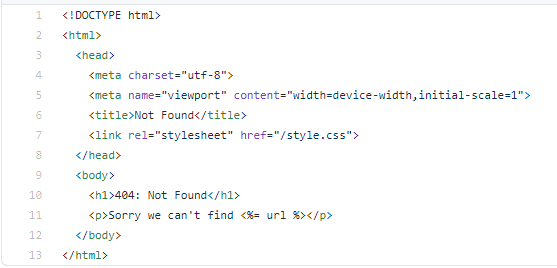 1 <!DOCTYPE html>
2 <html>
3 <head>
4 <meta charset="utf-8">
5 <meta name="viewport" content="width=device-width,initial-scale=1">
6 <title>Not Found</title>
7 <link rel="stylesheet" href="/style.css">
8 </head>
9 <body>
10 <h1>404: Not Found</h1>
11 <p>Sorry we can't find <%= url %></p>
12 </body>
13 </html>